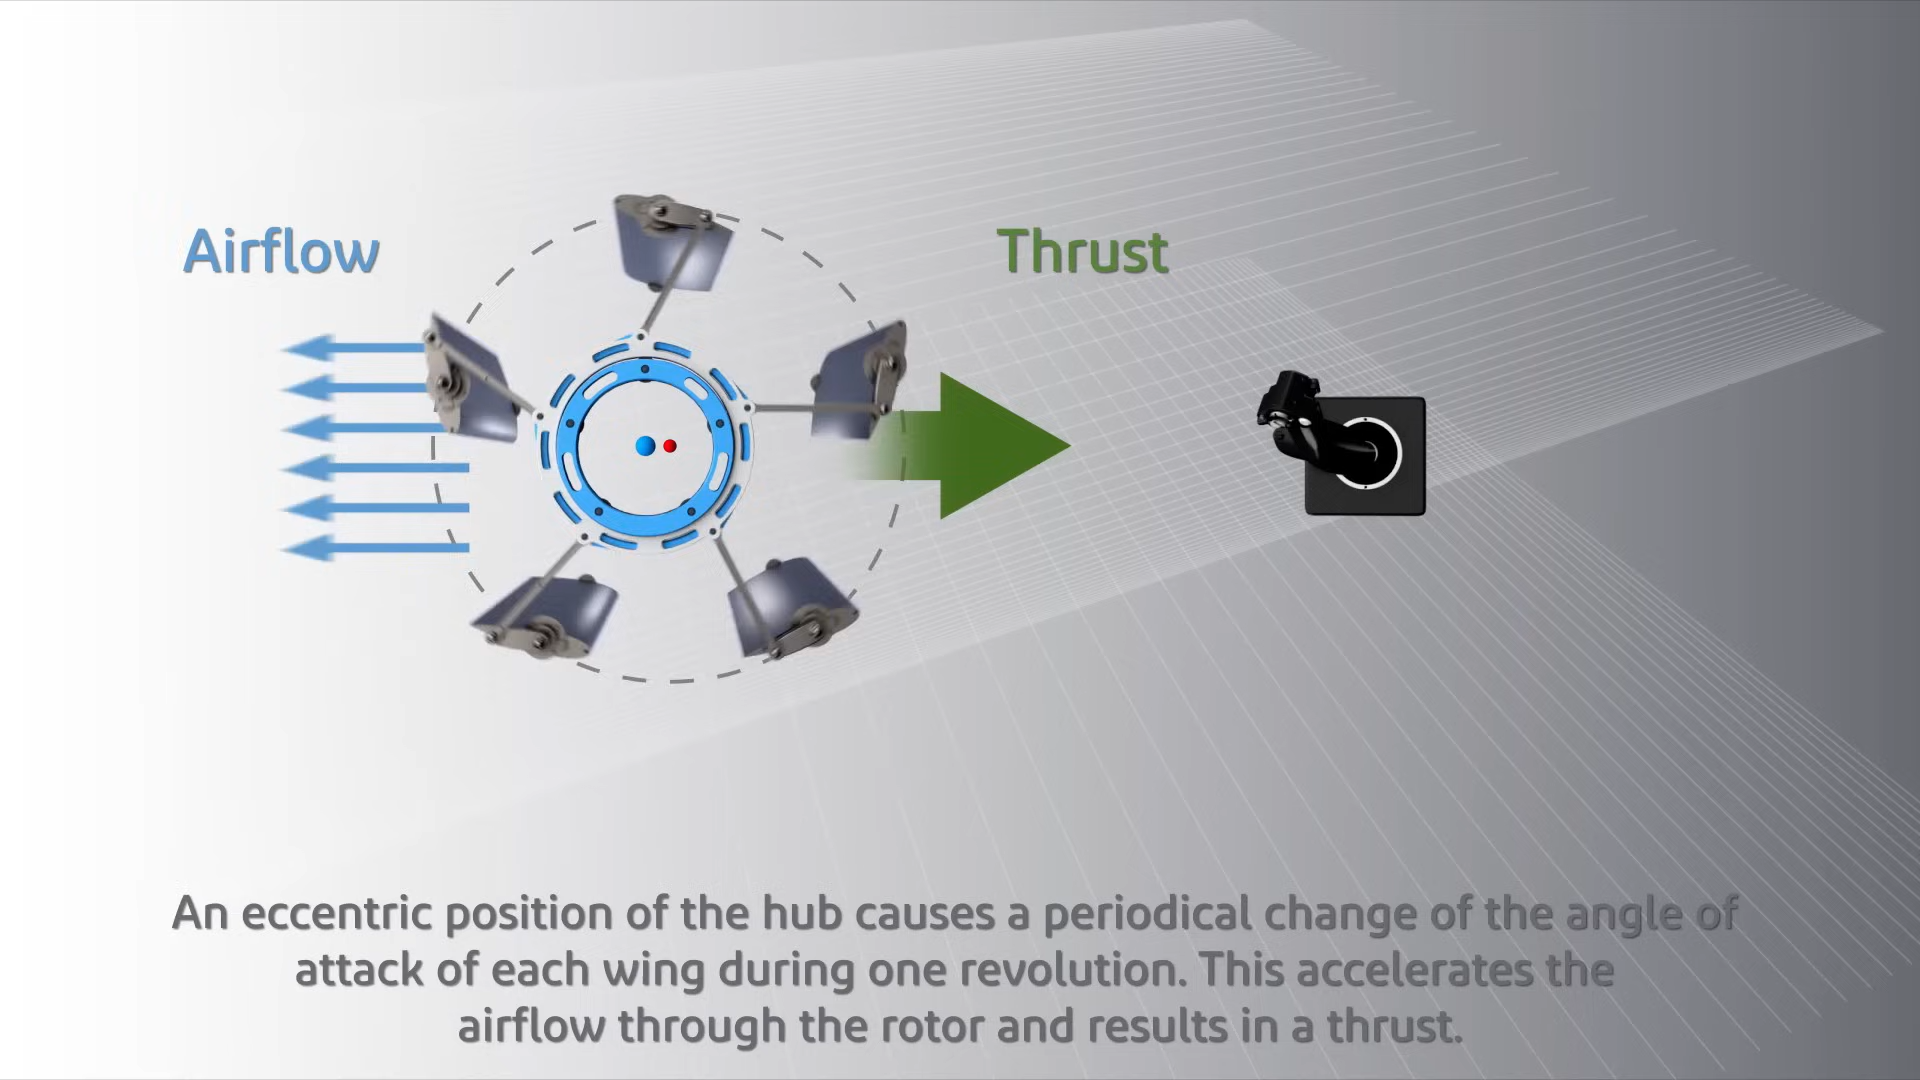 Airflow
Thrust
An eccentric position of the hub causes a periodical change of the angle of
attack of each wing during one revolution. This accelerates the
airflow through the rotor and results in a thrust.